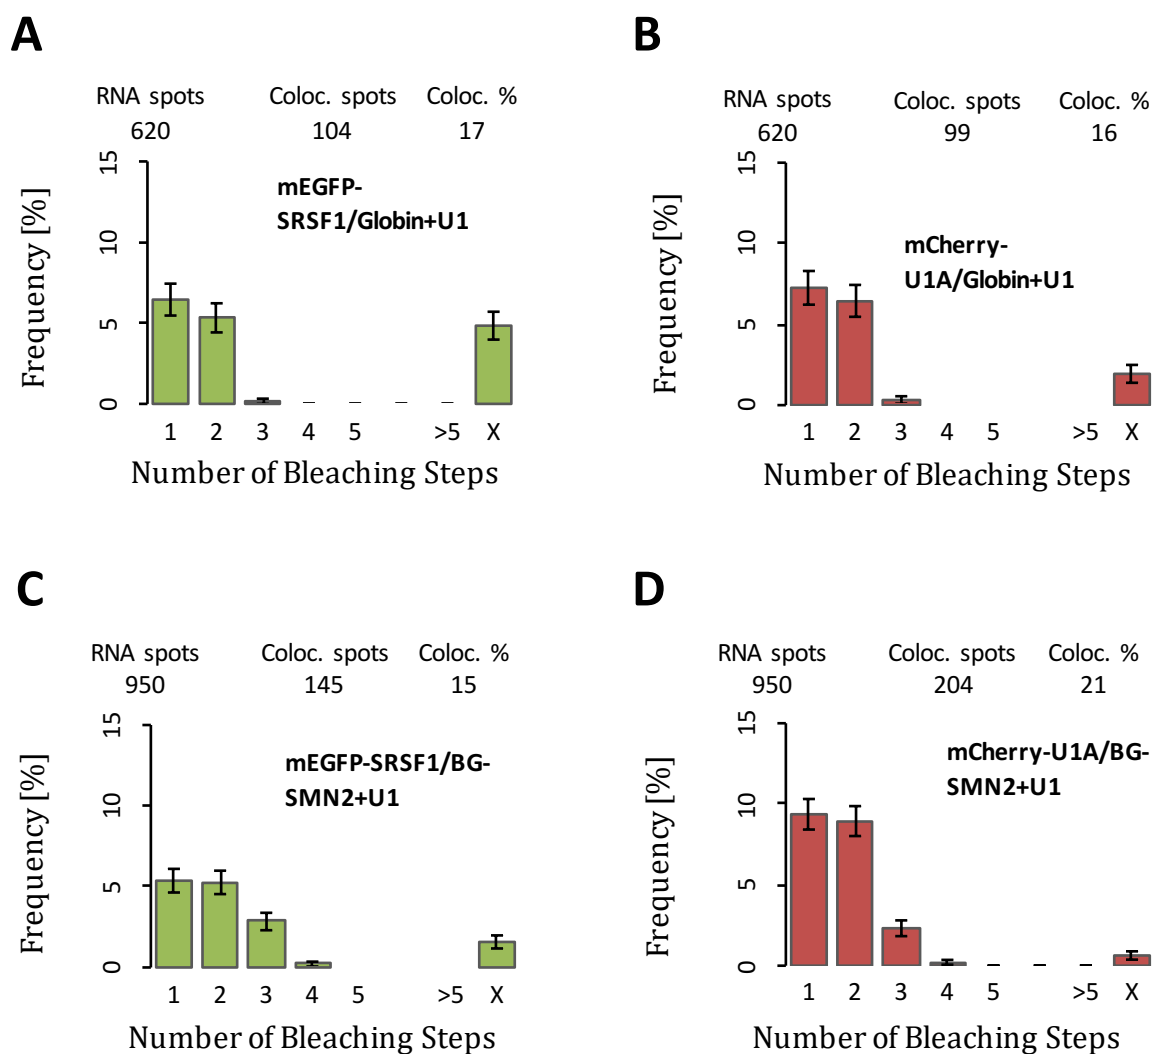 A
RNA spots Coloc. spots Coloc. %
620 104 17
mEGFP-
SRSF1/Globin+U1
Frequency [%]
15
10
5
0
1 2 3 4 5 >5 X
Number of Bleaching Steps
B
RNA spots Coloc. spots Coloc. %
620 99 16
mCherry-
U1A/Globin+U1
Frequency [%]
15
10
5
0
1 2 3 4 5 >5 X
Number of Bleaching Steps
C
RNA spots Coloc. spots Coloc. %
950 145 15
mEGFP-SRSF1/BG-
SMN2+U1
Frequency [%]
15
10
5
0
1 2 3 4 5 >5 X
Number of Bleaching Steps
D
RNA spots Coloc. spots Coloc. %
950 204 21
mCherry-U1A/BG-
SMN2+U1
Frequency [%]
15
10
5
0
1 2 3 4 5 >5 X
Number of Bleaching Steps